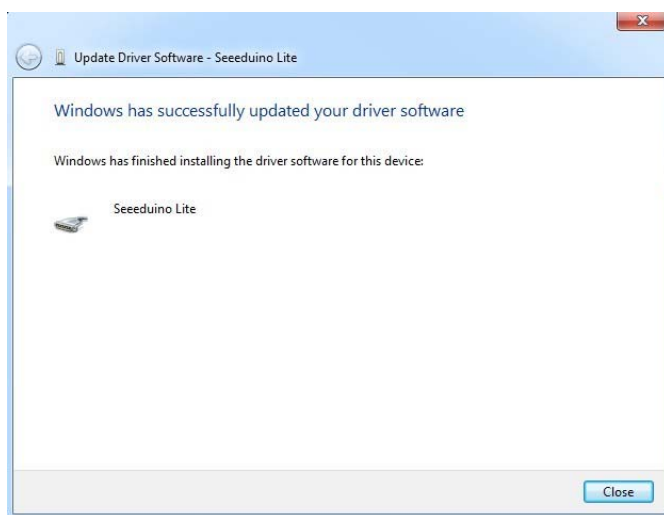 Update Driver Software - Seeeduino Lite
Windows has successfully updated your driver software
Windows has finished installing the driver software for this device:
Seeeduino Lite
Close